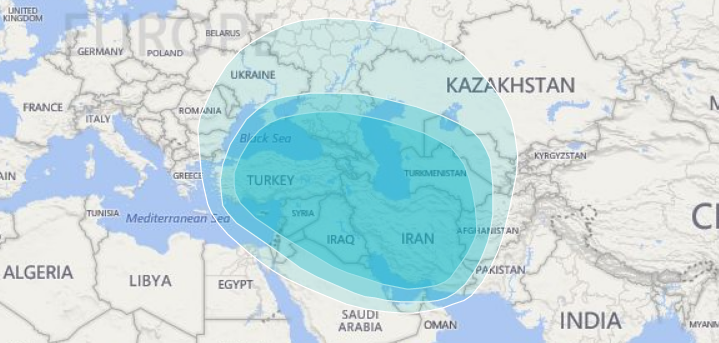 UNITED
KINGDOM
EUROPE
BELARUS
GERMANY
POLAND
UKRAINE
KAZAKHSTAN
FRANCE
ROMANIA
ITALY
Black Sea
KYRGYZSTAN
GREECE
TURKEY
TURKMENISTAN
TUNISIA
Mediterranean Sea
SYRIA
AFGHANISTAN
IRAQ
IRAN
ALGERIA
LIBYA
EGYPT
PAKISTAN
SAUDI
ARABIA
OMAN
INDIA